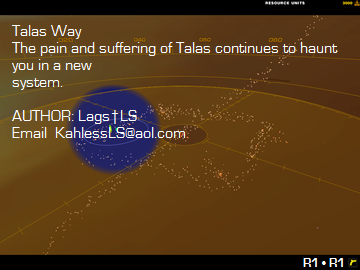 RESOURCE UNITS 3000
Talas Way
The pain and suffering of Talas continues to haunt
you in a new
system.
AUTHOR: Lags†LS
Email KahlessLS@aol.com.
R1•R1 r